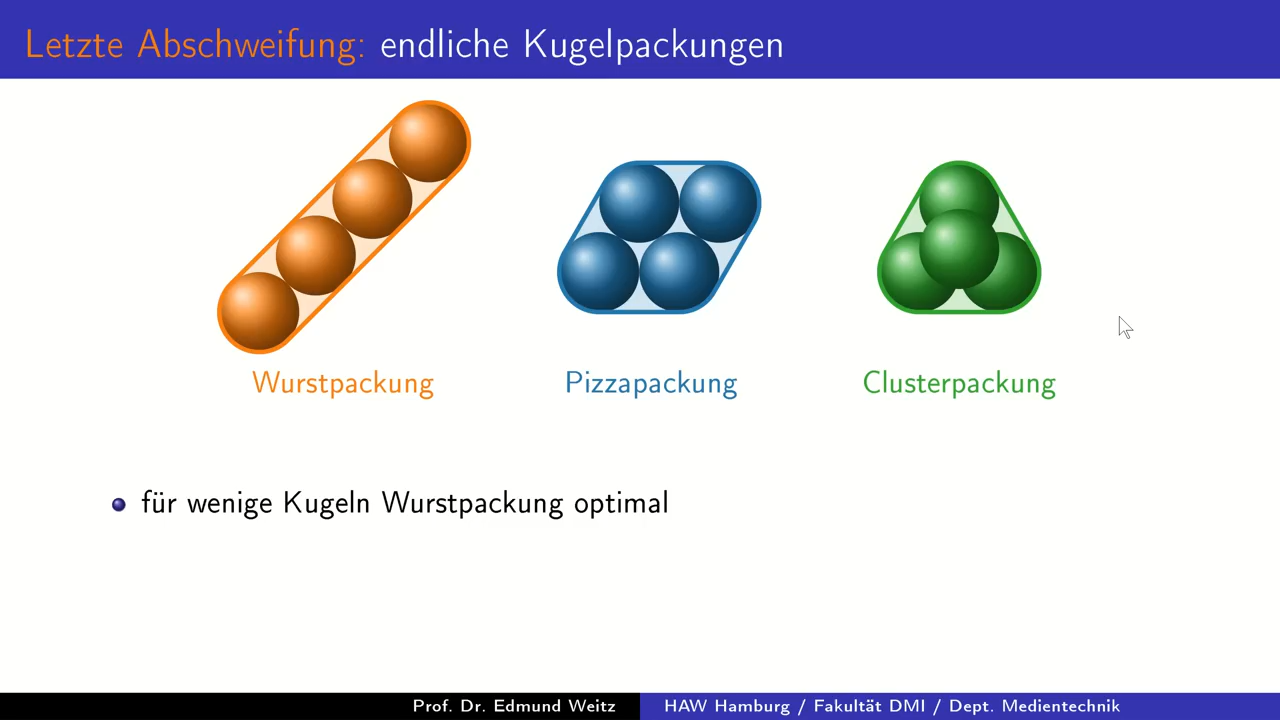 Letzte Abschweifung: endliche Kugelpackungen
Wurstpackung
Pizzapackung
Clusterpackung
für wenige Kugeln Wurstpackung optimal
Prof. Dr. Edmund Weitz
HAW Hamburg / Fakultät DMI / Dept. Medientechnik